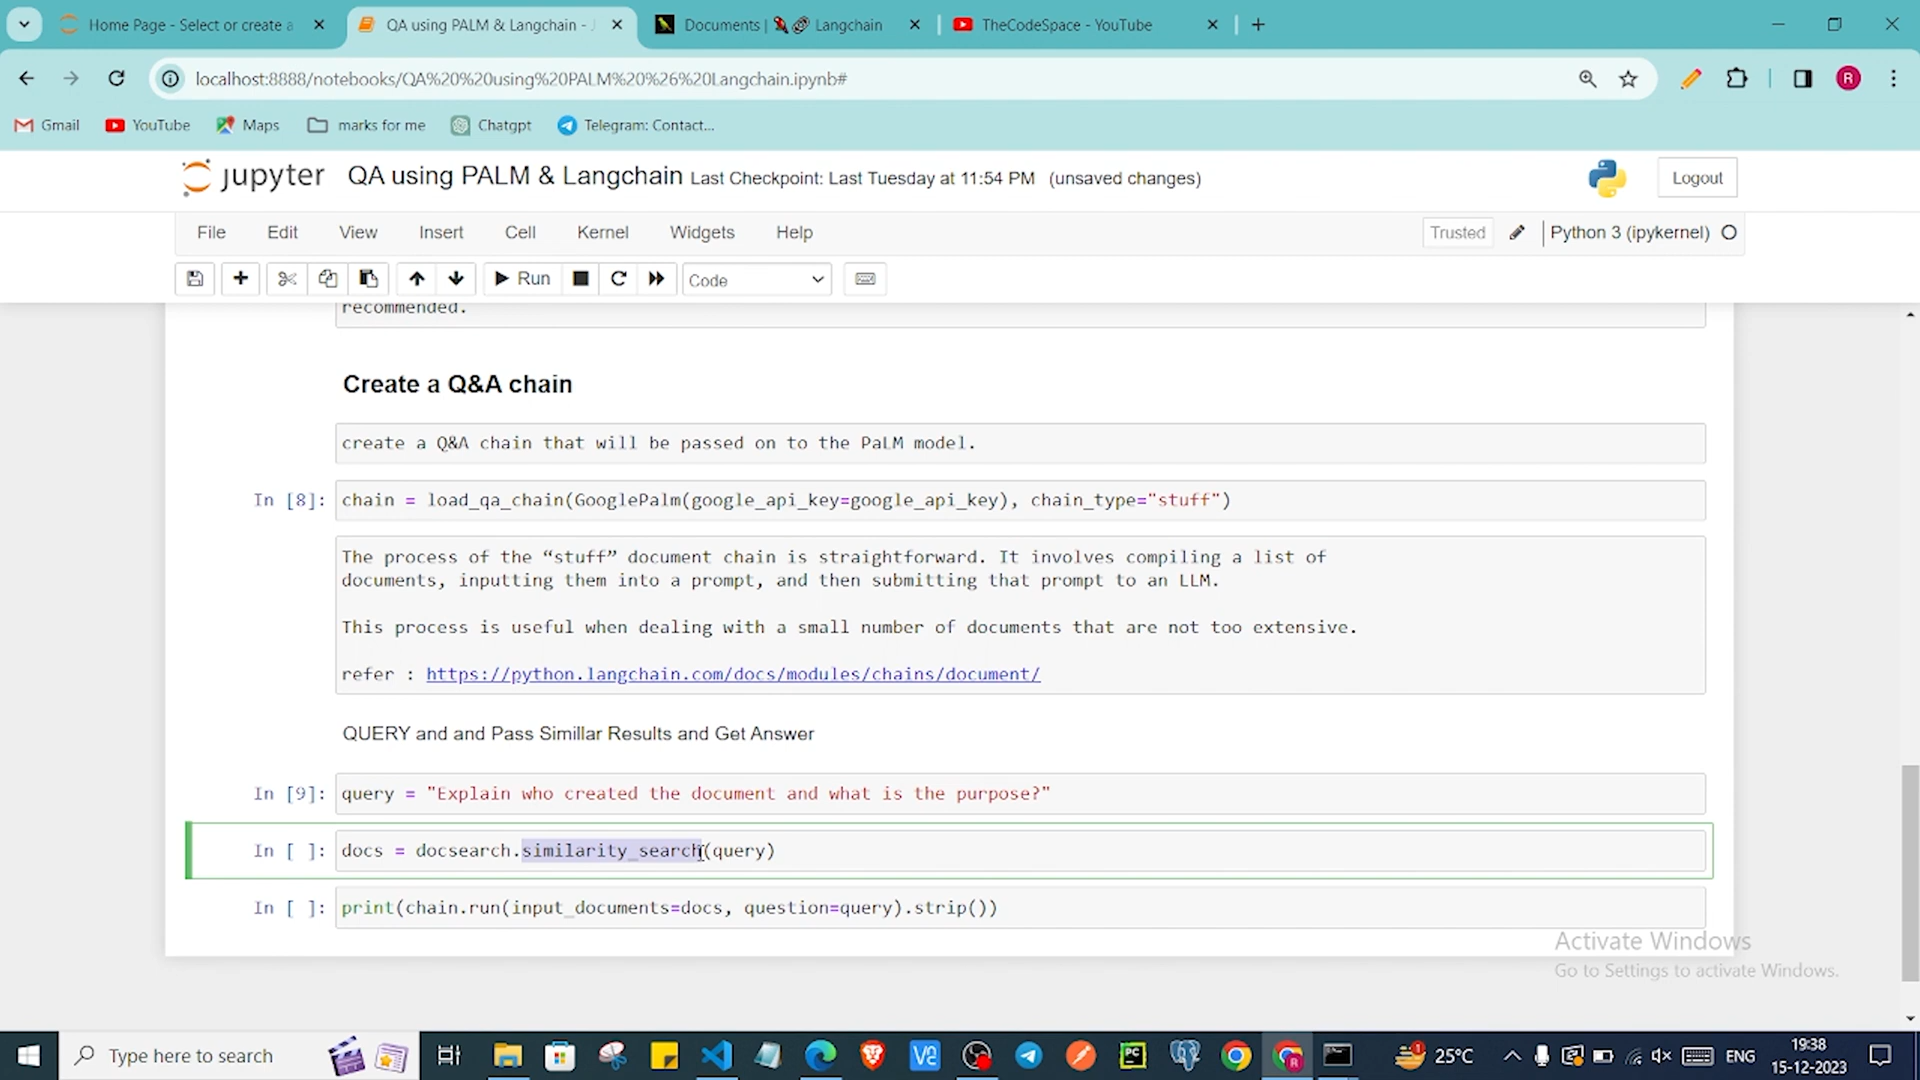 Home Page - Select or create a
QA using PALM & Langchain - J
Documents | Langchain
TheCodeSpace - YouTube
localhost:8888/notebooks/QA%20%20using%20PALM%20%26%20Langchain.ipynb#
R
Gmail
YouTube
Maps
marks for me
Chatgpt
Telegram: Contact...
jupyter QA using PALM & Langchain Last Checkpoint: Last Tuesday at 11:54 PM (unsaved changes)
Logout
File Edit View Insert Cell Kernel Widgets Help
Trusted
Python 3 (ipykernel)
Run
Code
recommended.
Create a Q&A chain
create a Q&A chain that will be passed on to the PaLM model.
In [8]: chain = load_qa_chain(GooglePalm(google_api_key=google_api_key), chain_type="stuff")
The process of the “stuff” document chain is straightforward. It involves compiling a list of
documents, inputting them into a prompt, and then submitting that prompt to an LLM.
This process is useful when dealing with a small number of documents that are not too extensive.
refer : https://python.langchain.com/docs/modules/chains/document/
QUERY and and Pass Simillar Results and Get Answer
In [9]: query = "Explain who created the document and what is the purpose?"
In [ ]: docs = docsearch.similarity_search(query)
In [ ]: print(chain.run(input_documents=docs, question=query).strip())
Activate Windows
Go to Settings to activate Windows.
Type here to search
25°C
ENG
19:38
15-12-2023